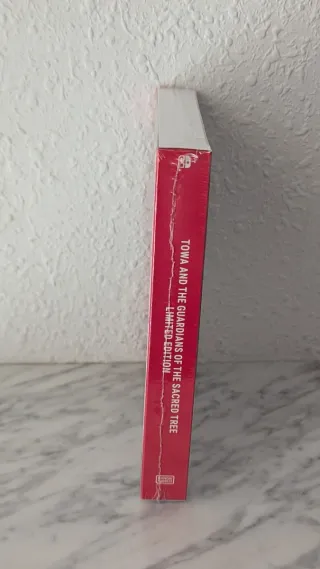 TOWA AND THE GUARDIANS OF THE SACRED TREE
LIMITED EDITION